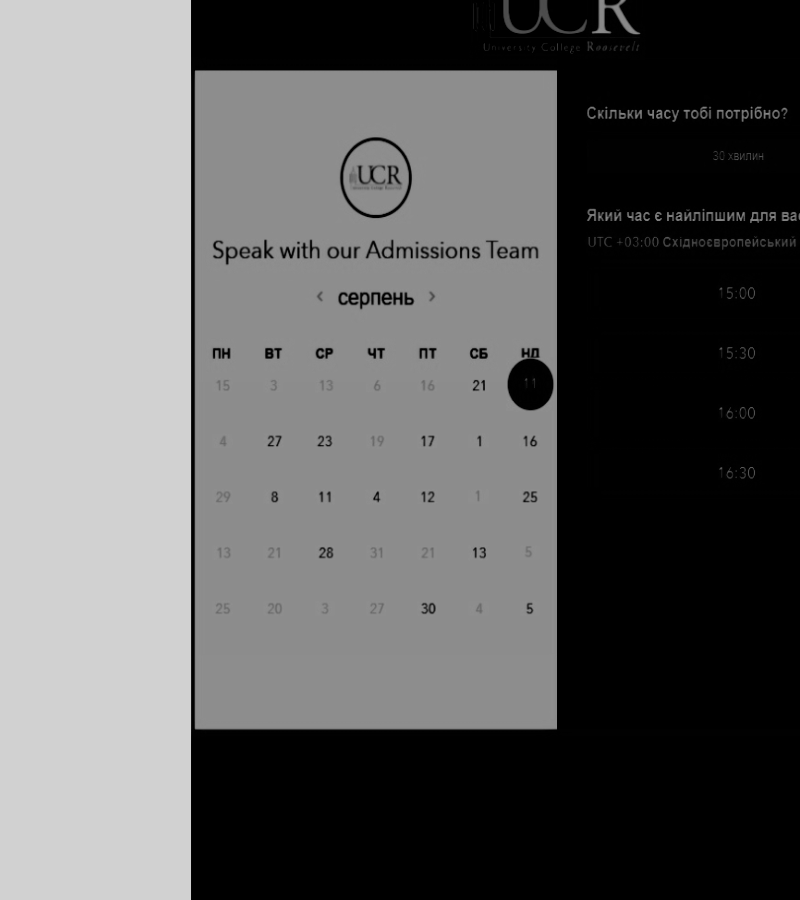 UCR
University College Roosevelt
UCR
Speak with our Admissions Team
‹ серпень ›
ПН ВТ СР ЧТ ПТ СБ НД
15 3 13 6 16 21 11
4 27 23 19 17 1 16
29 8 11 4 12 1 25
13 21 28 31 21 13 5
25 20 3 27 30 4 5
Скільки часу тобі потрібно?
30 хвилин
Який час є найліпшим для
UTC +03:00 Східноєвропейський
15:00
15:30
16:00
16:30